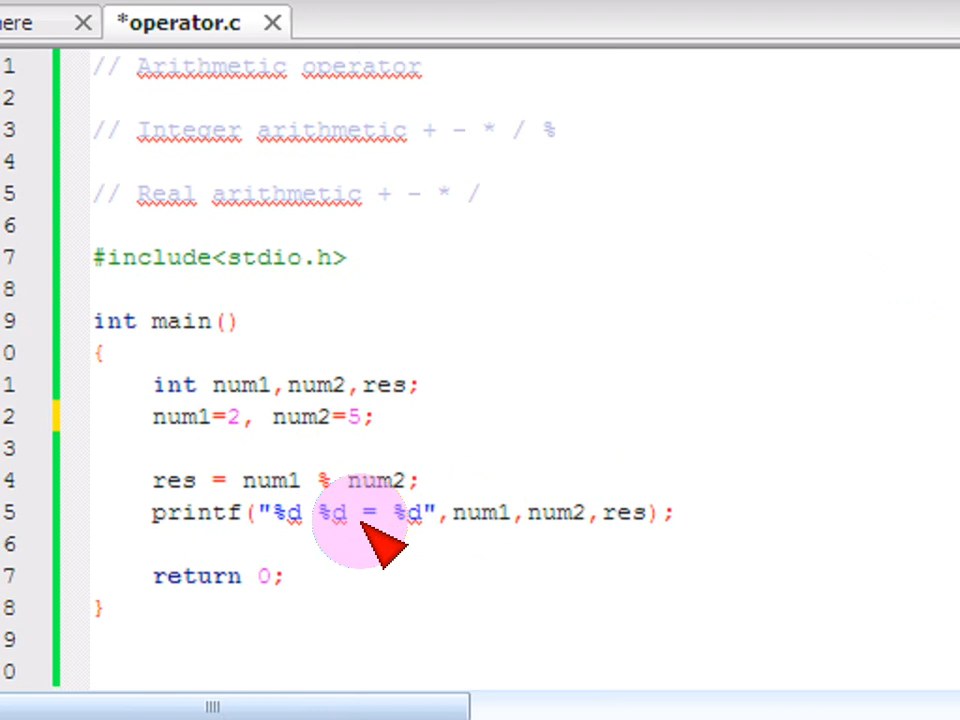 ere
*operator.c
1 // Arithmetic operator
2
3 // Integer arithmetic + - * / %
4
5 // Real arithmetic + - * /
6
7 #include<stdio.h>
8
9 int main()
0 {
1 int num1,num2,res;
2 num1=2, num2=5;
3
4 res = num1 % num2;
5 printf("%d %d = %d",num1,num2,res);
6
7 return 0;
8 }
9
0